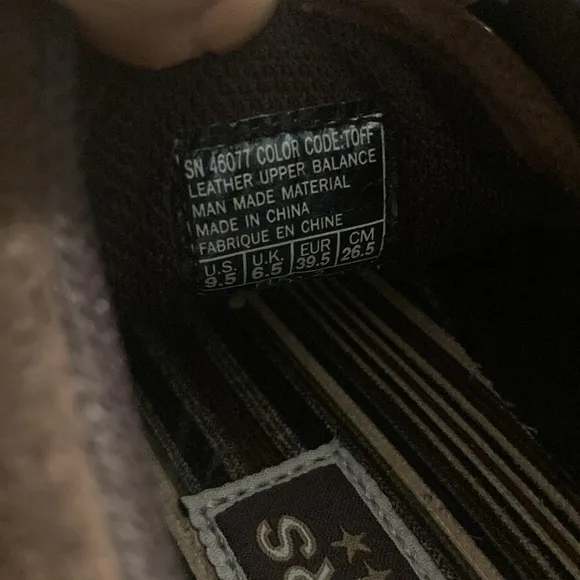 SN 46077 COLOR CODE:TOFF
LEATHER UPPER BALANCE
MAN MADE MATERIAL
MADE IN CHINA
FABRIQUE EN CHINE
U.S. U.K. EUR CM
9.5 6.5 39.5 26.5
RS